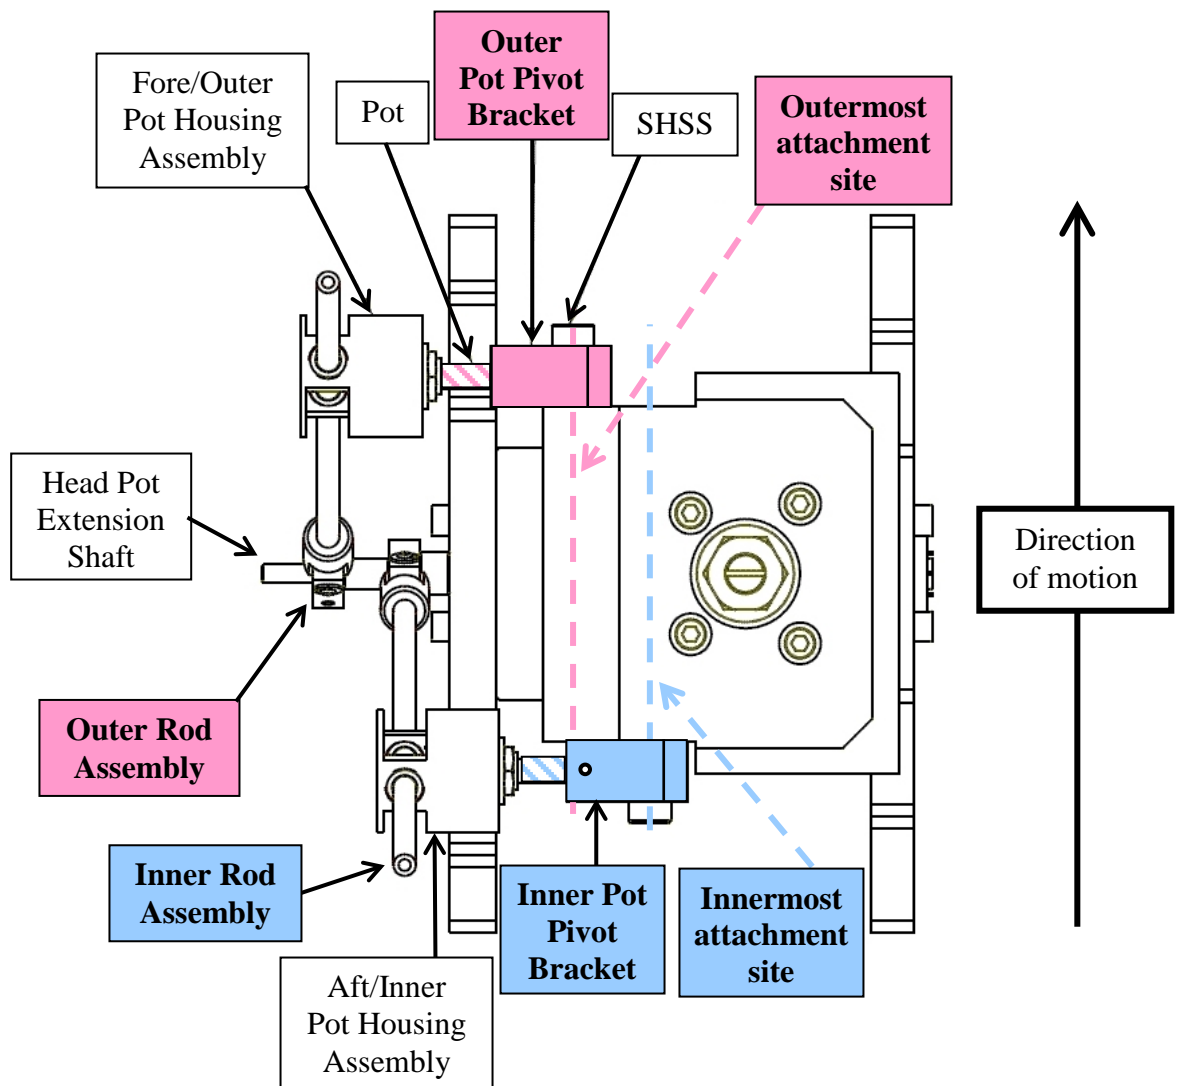 Fore/Outer
Pot Housing
Assembly
Pot
Outer
Pot Pivot
Bracket
SHSS
Outermost
attachment
site
Head Pot
Extension
Shaft
Direction
of motion
Outer Rod
Assembly
Inner Rod
Assembly
Inner Pot
Pivot
Bracket
Innermost
attachment
site
Aft/Inner
Pot Housing
Assembly